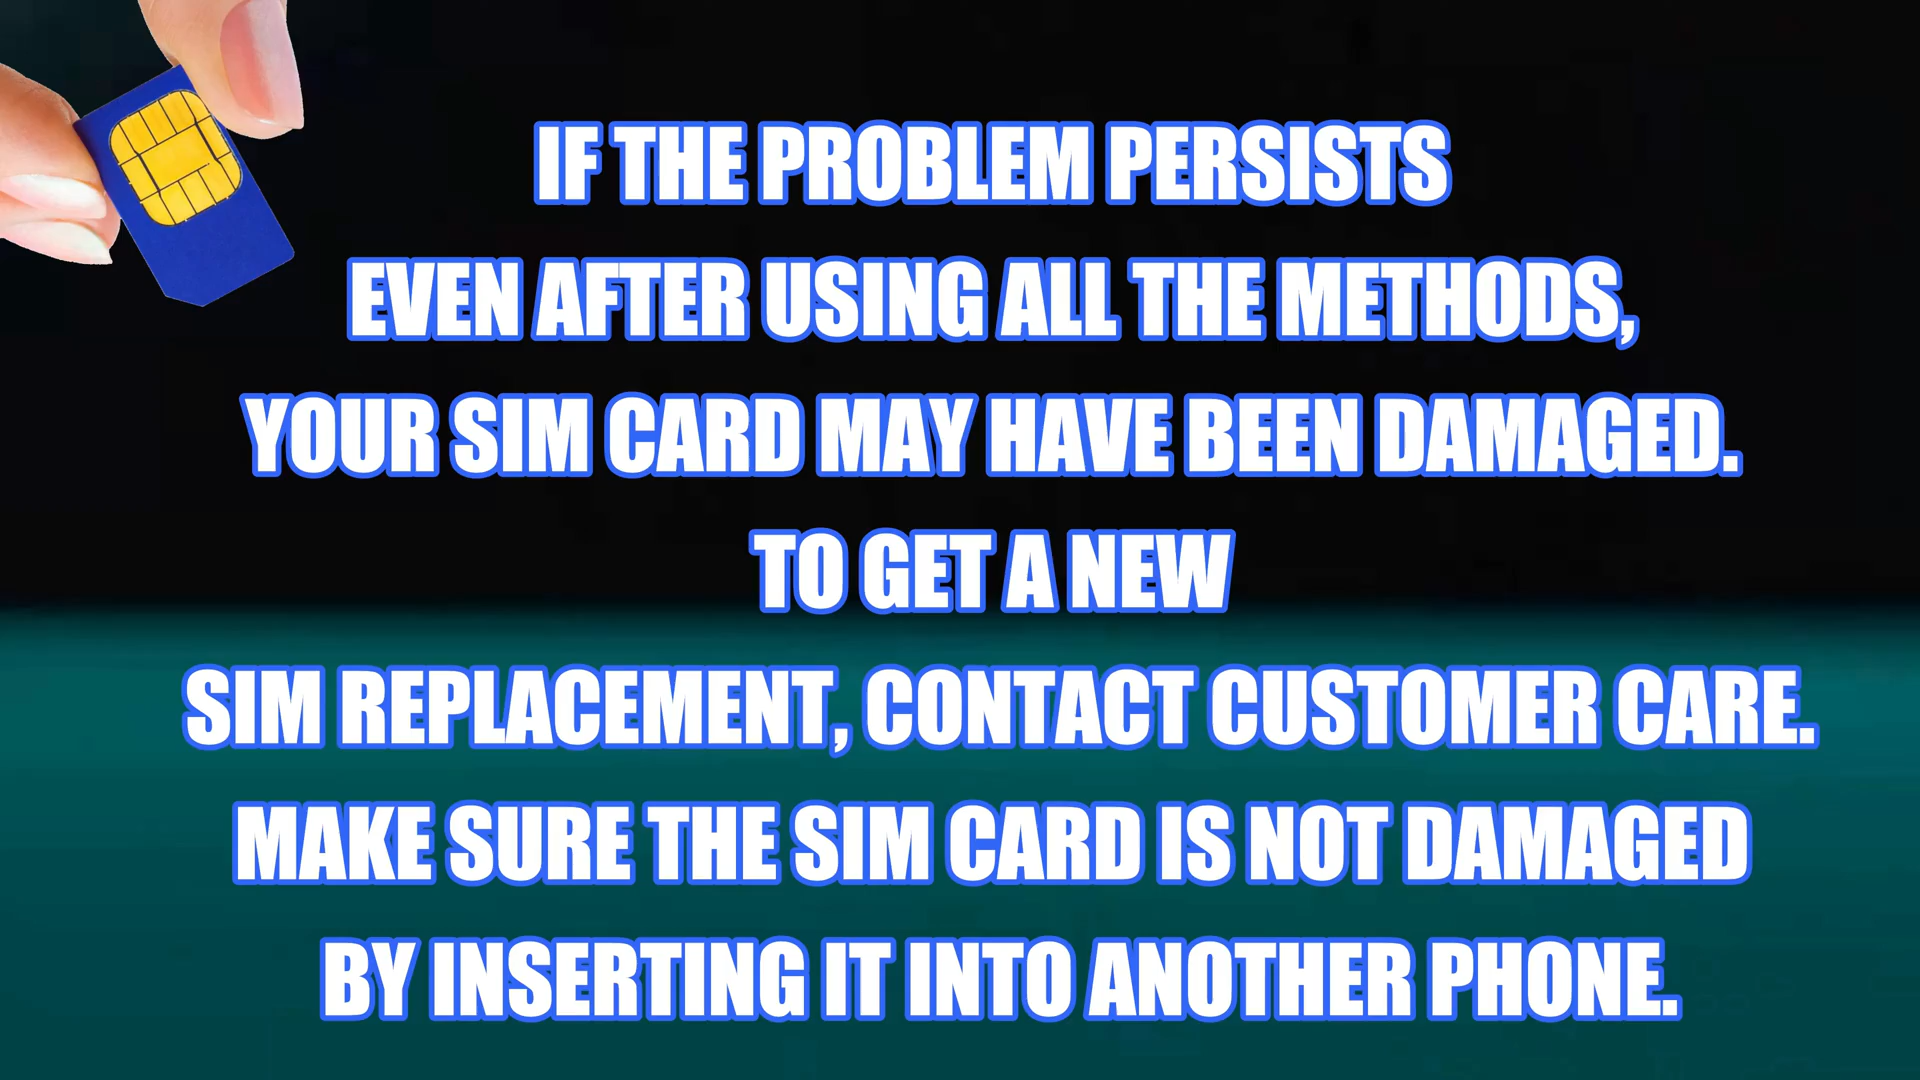 IF THE PROBLEM PERSISTS
EVEN AFTER USING ALL THE METHODS,
YOUR SIM CARD MAY HAVE BEEN DAMAGED.
TO GET A NEW
SIM REPLACEMENT, CONTACT CUSTOMER CARE.
MAKE SURE THE SIM CARD IS NOT DAMAGED
BY INSERTING IT INTO ANOTHER PHONE.